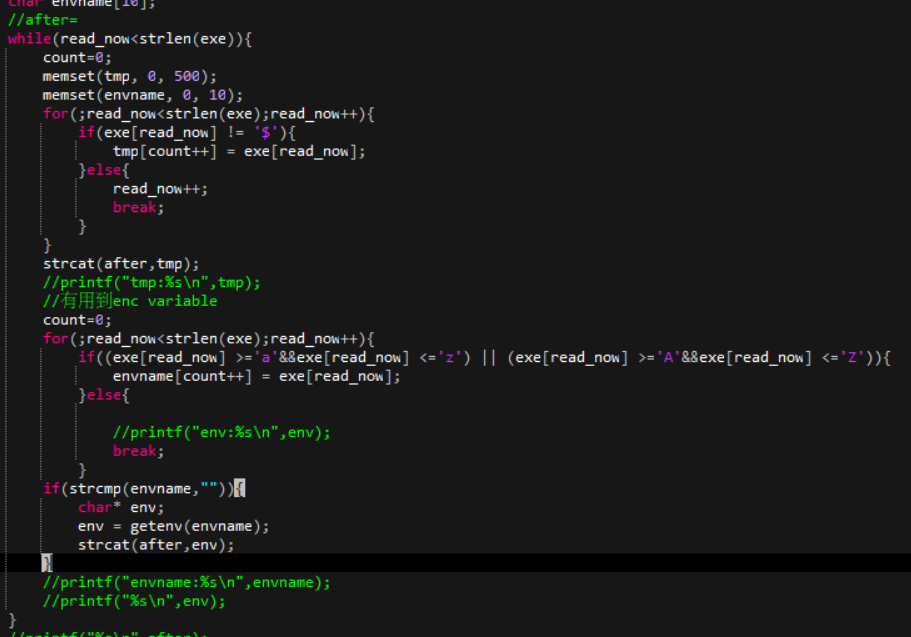 char envname[10];
//after=
while(read_now<strlen(exe)){
count=0;
memset(tmp, 0, 500);
memset(envname, 0, 10);
for(;read_now<strlen(exe);read_now++){
if(exe[read_now] != '$'){
tmp[count++] = exe[read_now];
}else{
read_now++;
break;
}
}
strcat(after,tmp);
//printf("tmp:%s\n",tmp);
//有用到enc variable
count=0;
for(;read_now<strlen(exe);read_now++){
if((exe[read_now] >='a'&&exe[read_now] <='z') || (exe[read_now] >='A'&&exe[read_now] <='Z')){
envname[count++] = exe[read_now];
}else{
//printf("env:%s\n",env);
break;
}
if(strcmp(envname,"")){
char* env;
env = getenv(envname);
strcat(after,env);
}
//printf("envname:%s\n",envname);
//printf("%s\n",env);
}
//printf("%s\n",after);